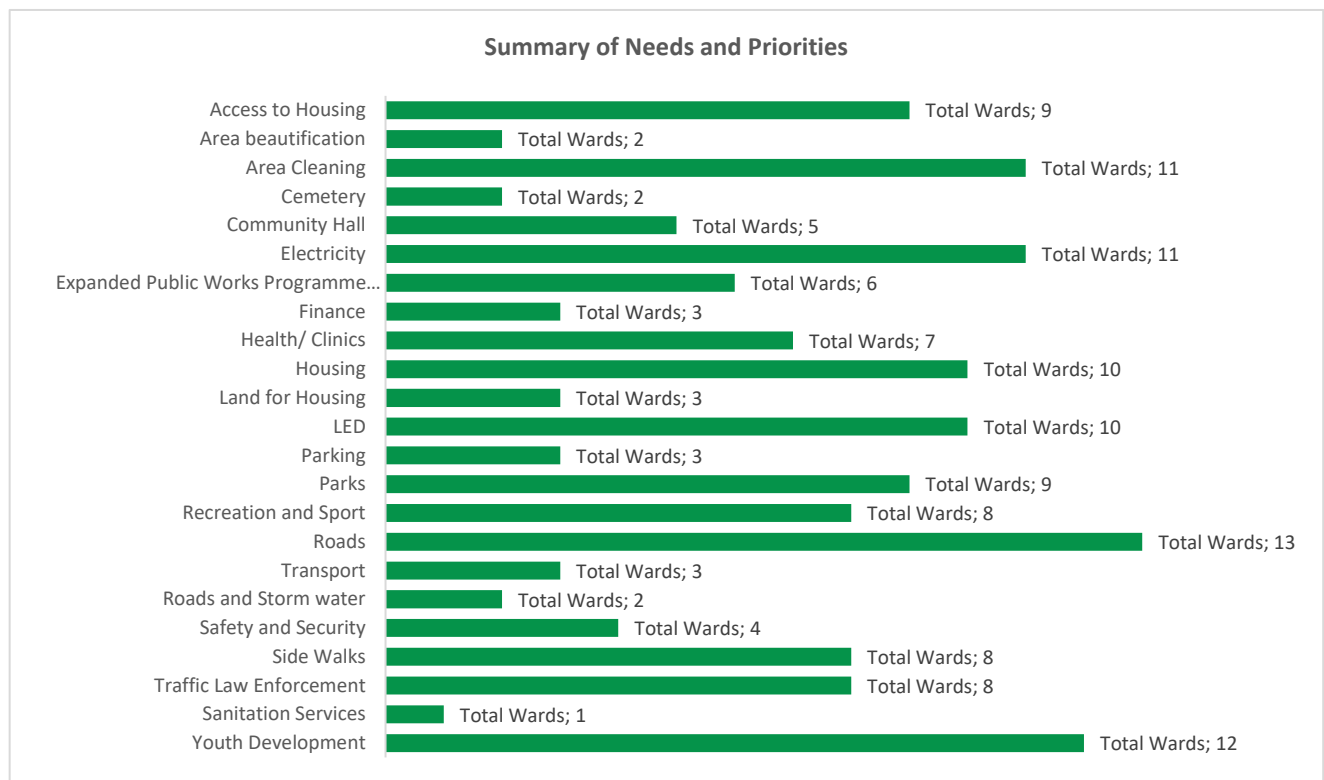 Summary of Needs and Priorities
Access to Housing Total Wards; 9
Area beautification Total Wards; 2
Area Cleaning Total Wards; 11
Cemetery Total Wards; 2
Community Hall Total Wards; 5
Electricity Total Wards; 11
Expanded Public Works Programme... Total Wards; 6
Finance Total Wards; 3
Health/ Clinics Total Wards; 7
Housing Total Wards; 10
Land for Housing Total Wards; 3
LED Total Wards; 10
Parking Total Wards; 3
Parks Total Wards; 9
Recreation and Sport Total Wards; 8
Roads Total Wards; 13
Transport Total Wards; 3
Roads and Storm water Total Wards; 2
Safety and Security Total Wards; 4
Side Walks Total Wards; 8
Traffic Law Enforcement Total Wards; 8
Sanitation Services Total Wards; 1
Youth Development Total Wards; 12